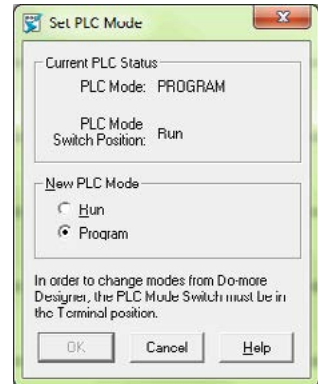 Set PLC Mode
Current PLC Status
PLC Mode: PROGRAM
PLC Mode
Switch Position: Run
New PLC Mode
Run
Program
In order to change modes from Do-more
Designer, the PLC Mode Switch must be in
the Terminal position.
OK Cancel Help